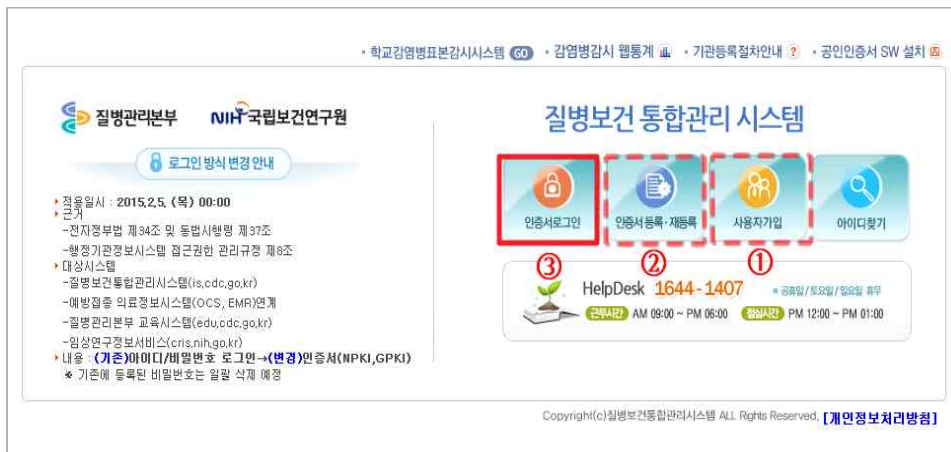 • 학교감염병표본감시시스템 GO • 감염병감시 웹통계 • 기관등록절차안내 ? • 공인인증서 SW 설치
질병관리본부 NIH 국립보건연구원
로그인 방식 변경 안내
적용일시 : 2015.2.5. (목) 00:00
근거
-전자정부법 제34조 및 동법시행령 제37조
-행정기관정보시스템 접근권한 관리규정 제8조
대상시스템
-질병보건통합관리시스템(is.cdc.go.kr)
-예방접종 의료정보시스템(OCS, EMR)연계
-질병관리본부 교육시스템(edu.cdc.go.kr)
-임상연구정보서비스(cris.nih.go.kr)
내용 : (기존)아이디/비밀번호 로그인→(변경)인증서(NPKI,GPKI)
※ 기존에 등록된 비밀번호는 일괄 삭제 예정
질병보건 통합관리 시스템
인증서로그인 인증서 등록·재등록 사용자가입 아이디찾기
③ ② ①
HelpDesk 1644-1407 ※ 공휴일/토요일/일요일 휴무
근무시간 AM 09:00 ~ PM 06:00 점심시간 PM 12:00 ~ PM 01:00
Copyright(c)질병보건통합관리시스템 ALL Rights Reserved. [개인정보처리방침]